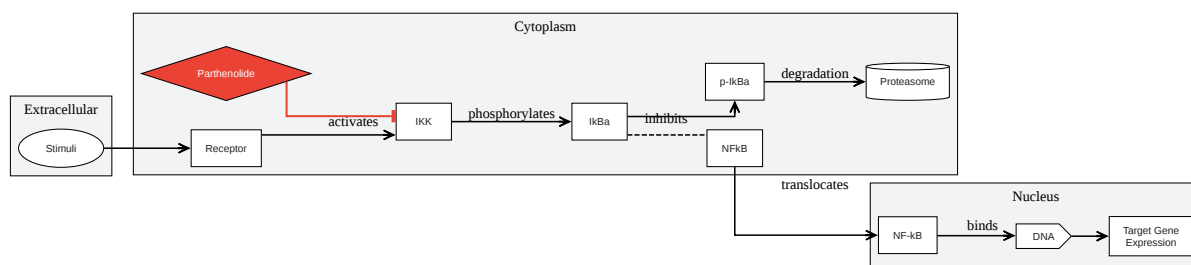 Cytoplasm
Parthenolide
p-IkBa
degradation
Proteasome
Extracellular
Stimuli
Receptor
activates
IKK
phosphorylates
IkBa
inhibits
NFkB
translocates
Nucleus
NF-kB
binds
DNA
Target Gene
Expression